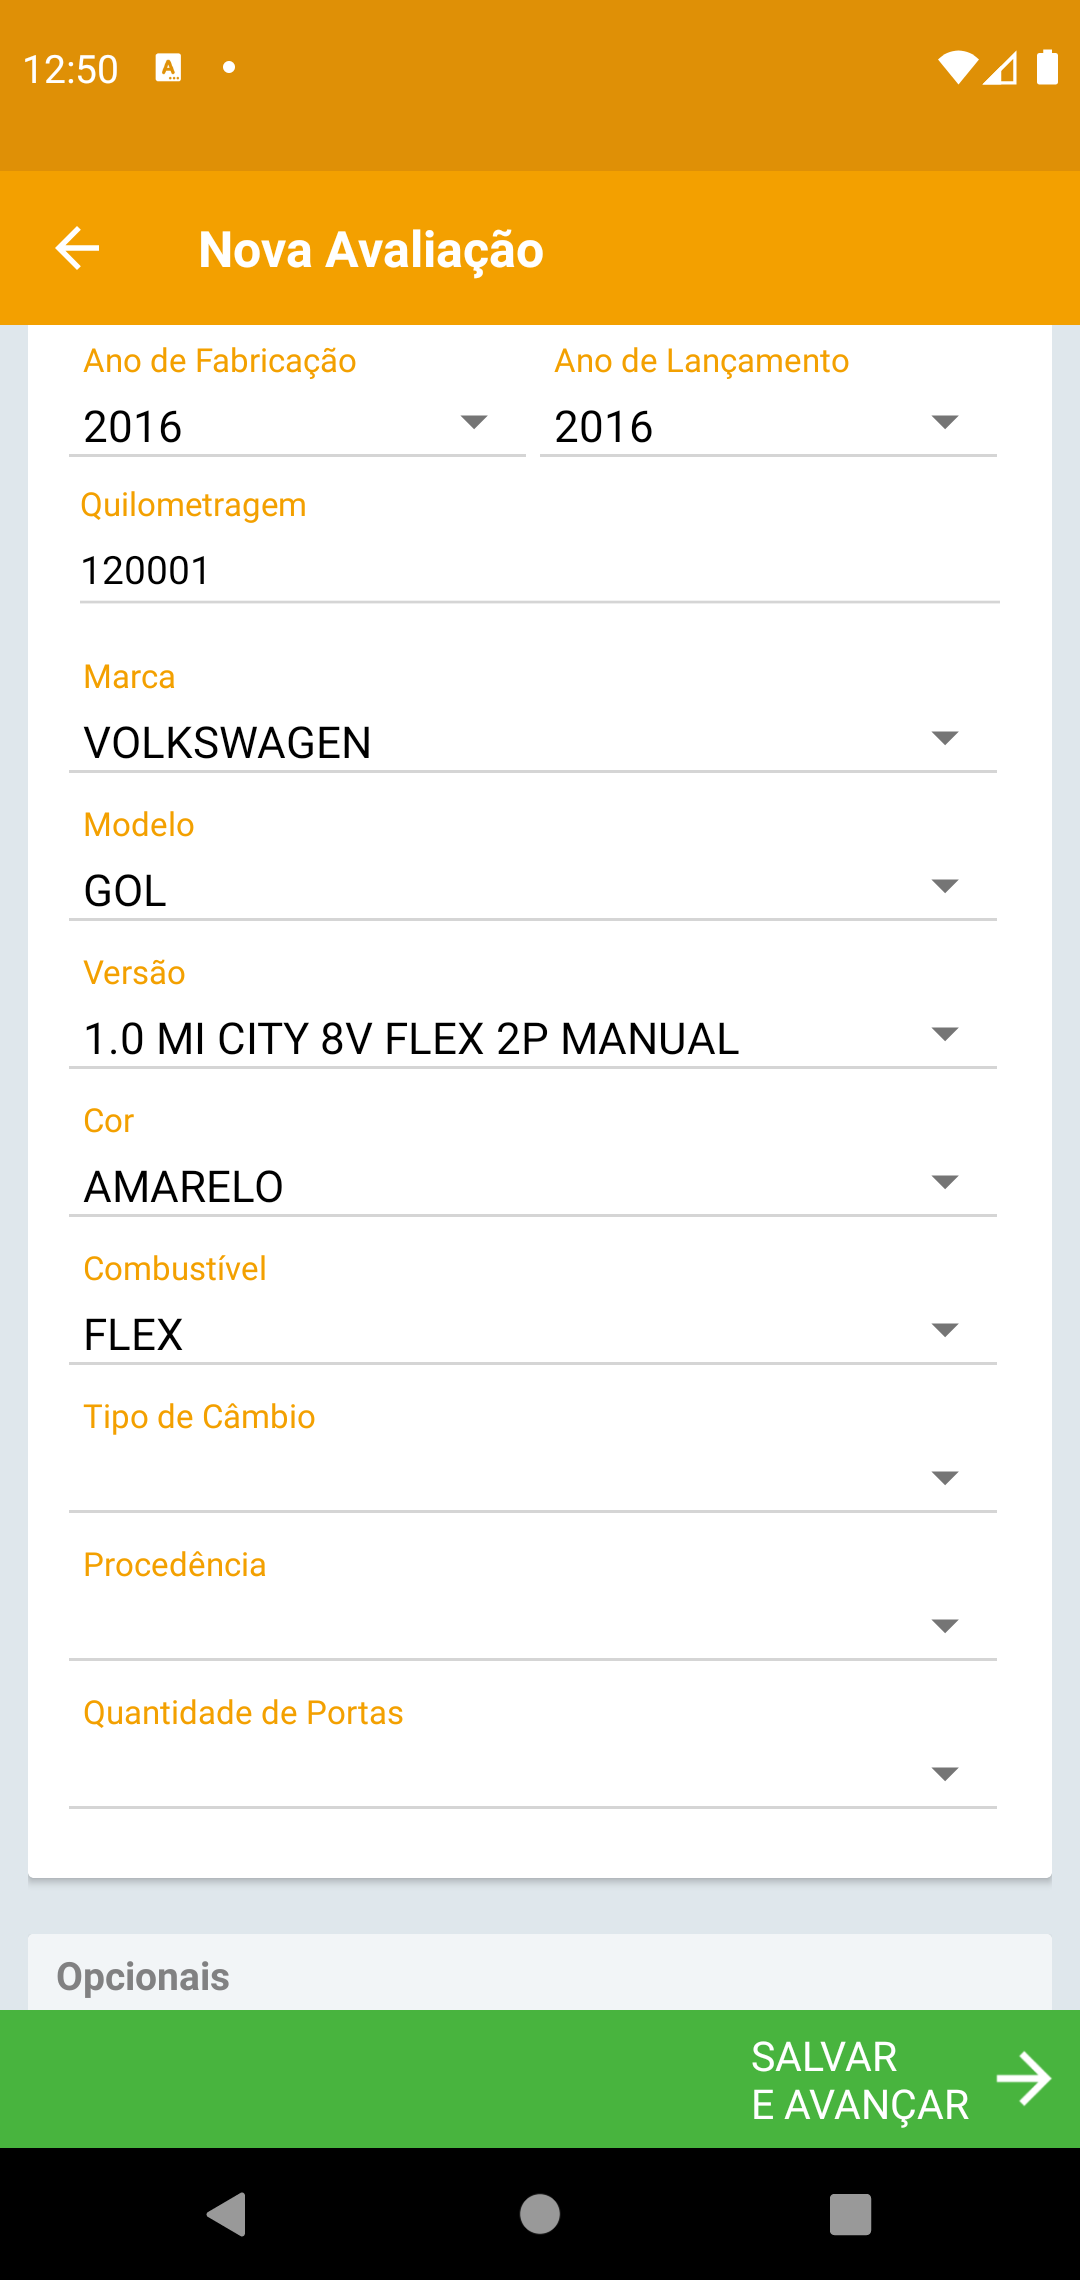 12:50
Nova Avaliação
Ano de Fabricação Ano de Lançamento
2016 2016
Quilometragem
120001
Marca
VOLKSWAGEN
Modelo
GOL
Versão
1.0 MI CITY 8V FLEX 2P MANUAL
Cor
AMARELO
Combustível
FLEX
Tipo de Câmbio
Procedência
Quantidade de Portas
Opcionais
SALVAR
E AVANÇAR